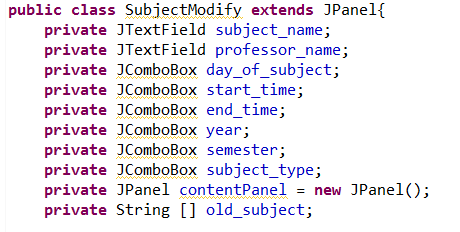 public class SubjectModify extends JPanel{
private JTextField subject_name;
private JTextField professor_name;
private JComboBox day_of_subject;
private JComboBox start_time;
private JComboBox end_time;
private JComboBox year;
private JComboBox semester;
private JComboBox subject_type;
private JPanel contentPanel = new JPanel();
private String [] old_subject;